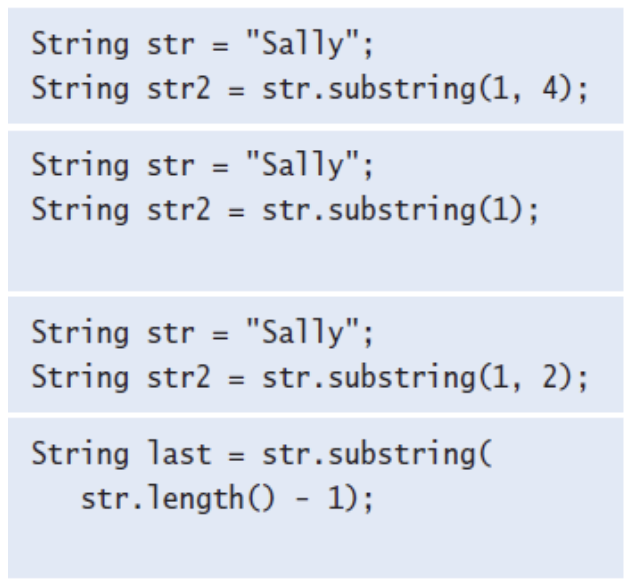 String str = "Sally";
String str2 = str.substring(1, 4);
String str = "Sally";
String str2 = str.substring(1);
String str = "Sally";
String str2 = str.substring(1, 2);
String last = str.substring(
str.length() - 1);